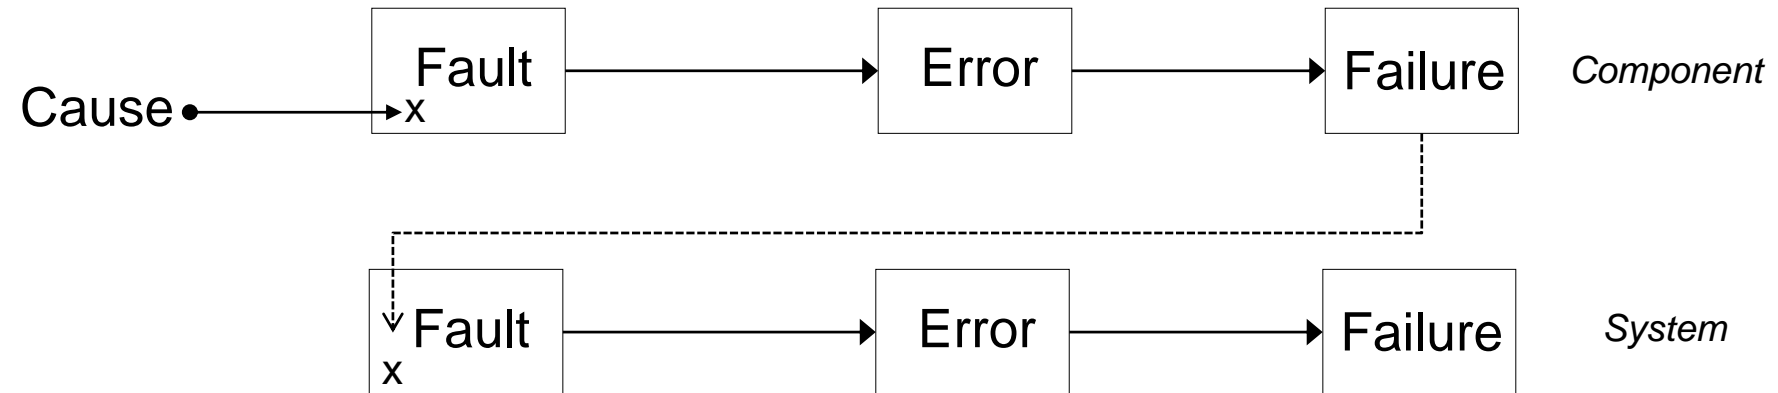 Fault Error Failure Component
Cause x
Fault Error Failure System
x